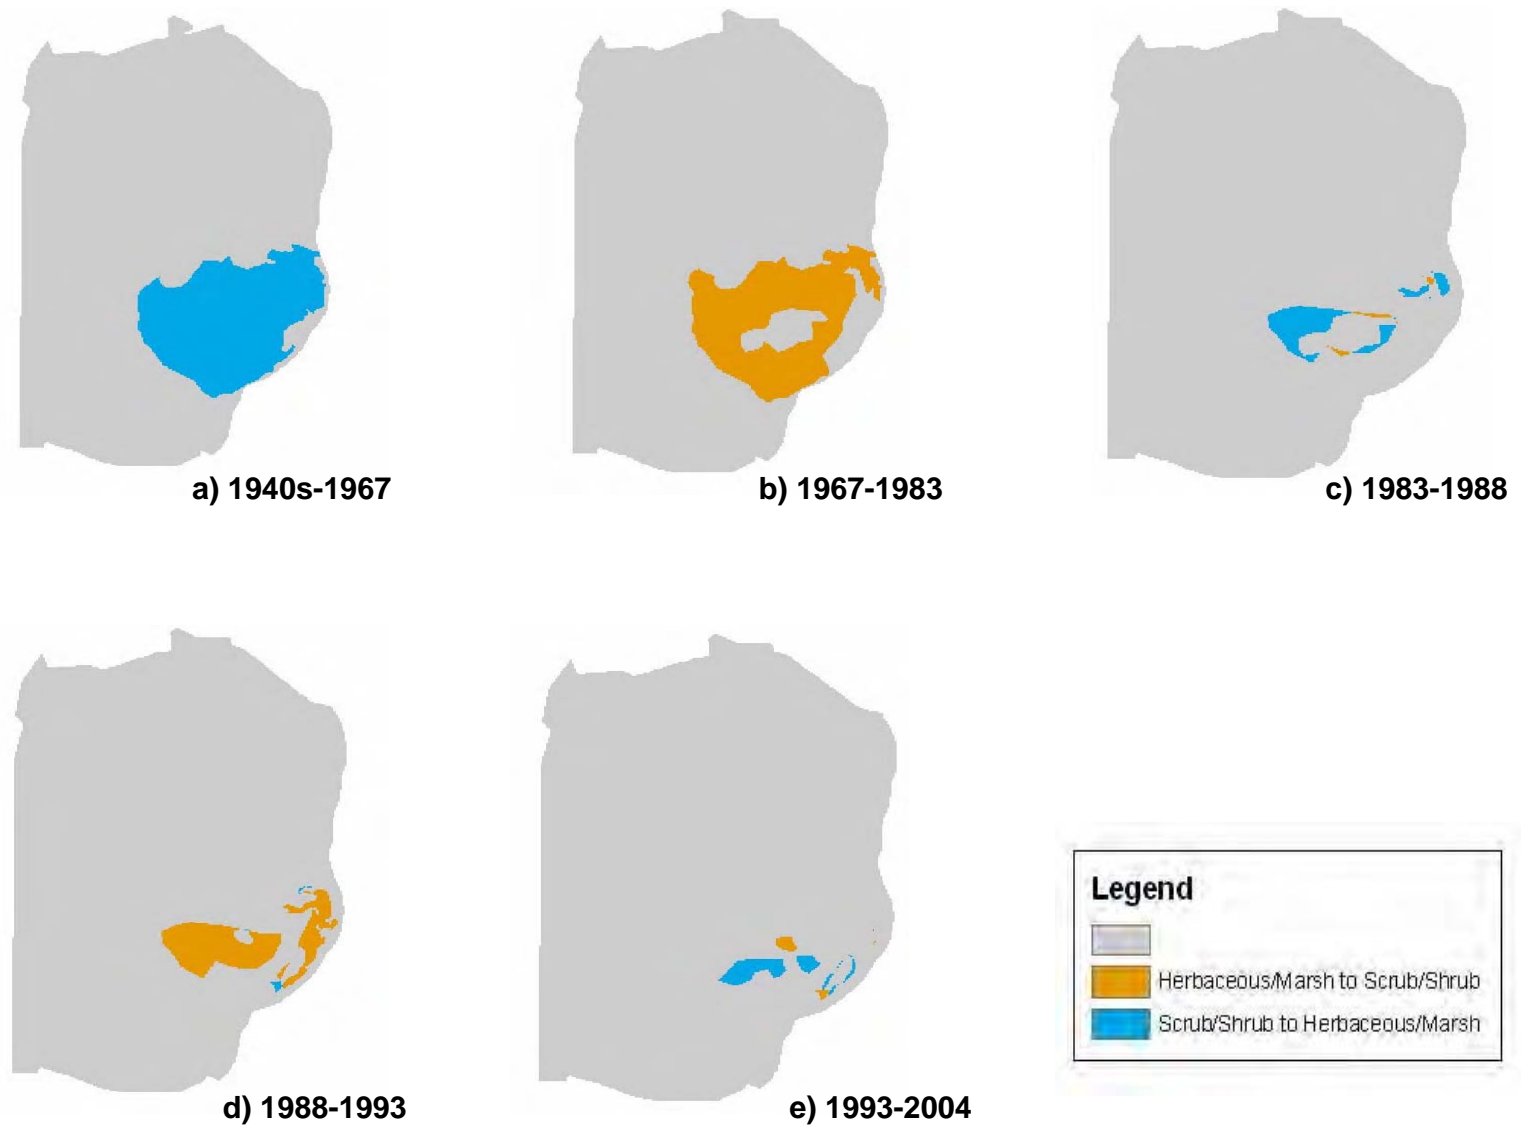 a) 1940s-1967
b) 1967-1983
c) 1983-1988
d) 1988-1993
e) 1993-2004
Legend
Herbaceous/Marsh to Scrub/Shrub
Scrub/Shrub to Herbaceous/Marsh